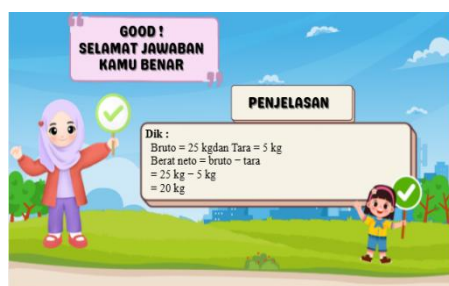 GOOD !
SELAMAT JAWABAN
KAMU BENAR
PENJELASAN
Dik :
Bruto = 25 kgdan Tara = 5 kg
Berat neto = bruto − tara
= 25 kg − 5 kg
= 20 kg